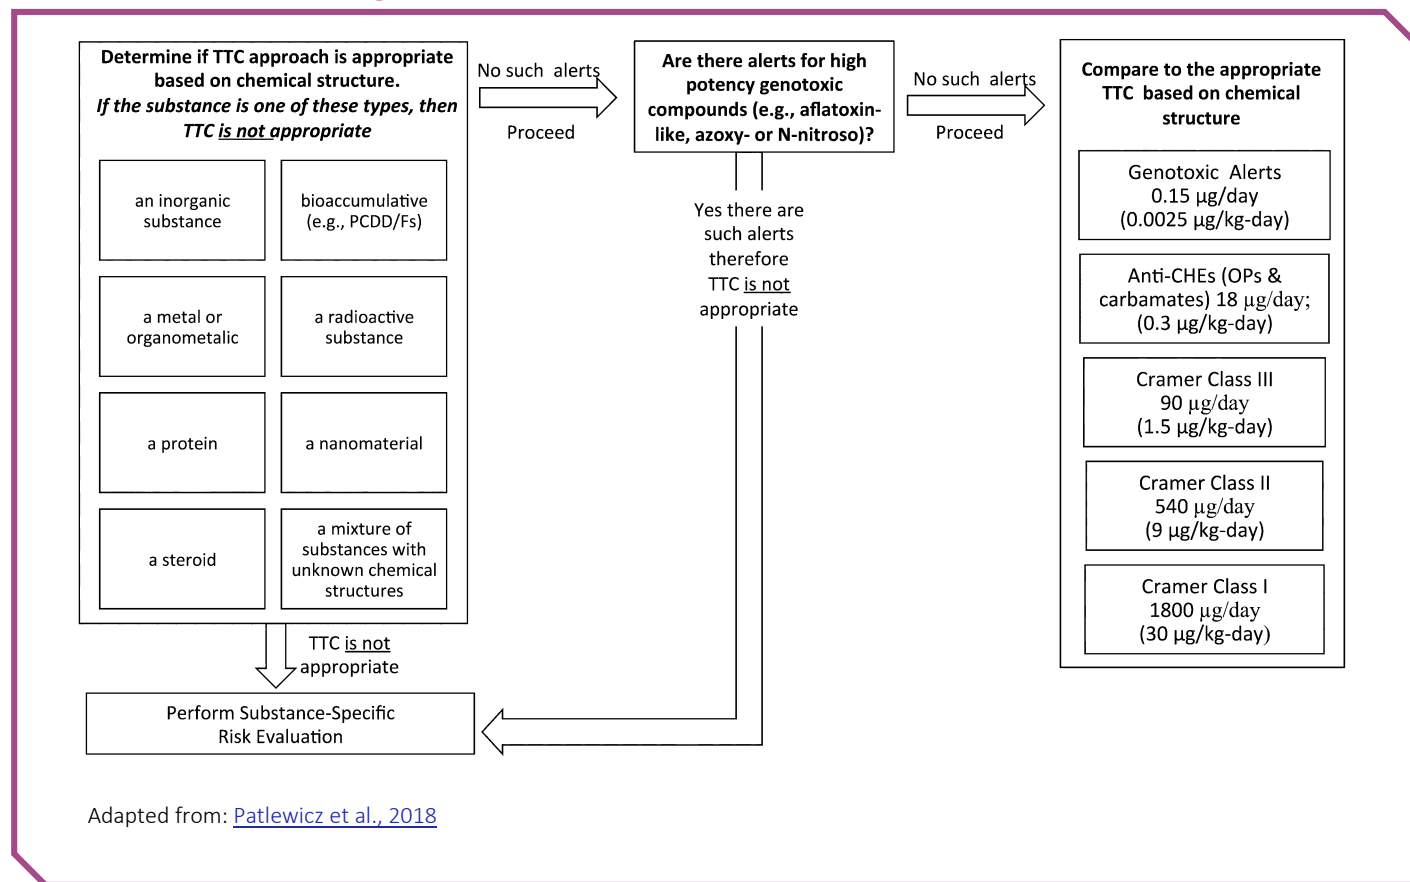 Determine if TTC approach is appropriate
based on chemical structure.
If the substance is one of these types, then
TTC is not appropriate
an inorganic
substance
bioaccumulative
(e.g., PCDD/Fs)
a metal or
organometalic
a radioactive
substance
a protein
a nanomaterial
a steroid
a mixture of
substances with
unknown chemical
structures
TTC is not
appropriate
Perform Substance-Specific
Risk Evaluation
No such alerts
Proceed
Are there alerts for high
potency genotoxic
compounds (e.g., aflatoxin-
like, azoxy- or N-nitroso)?
Yes there are
such alerts
therefore
TTC is not
appropriate
No such alerts
Proceed
Compare to the appropriate
TTC based on chemical
structure
Genotoxic Alerts
0.15 µg/day
(0.0025 µg/kg-day)
Anti-CHEs (OPs &
carbamates) 18 µg/day;
(0.3 µg/kg-day)
Cramer Class III
90 µg/day
(1.5 µg/kg-day)
Cramer Class II
540 µg/day
(9 µg/kg-day)
Cramer Class I
1800 µg/day
(30 µg/kg-day)
Adapted from: Patlewicz et al., 2018